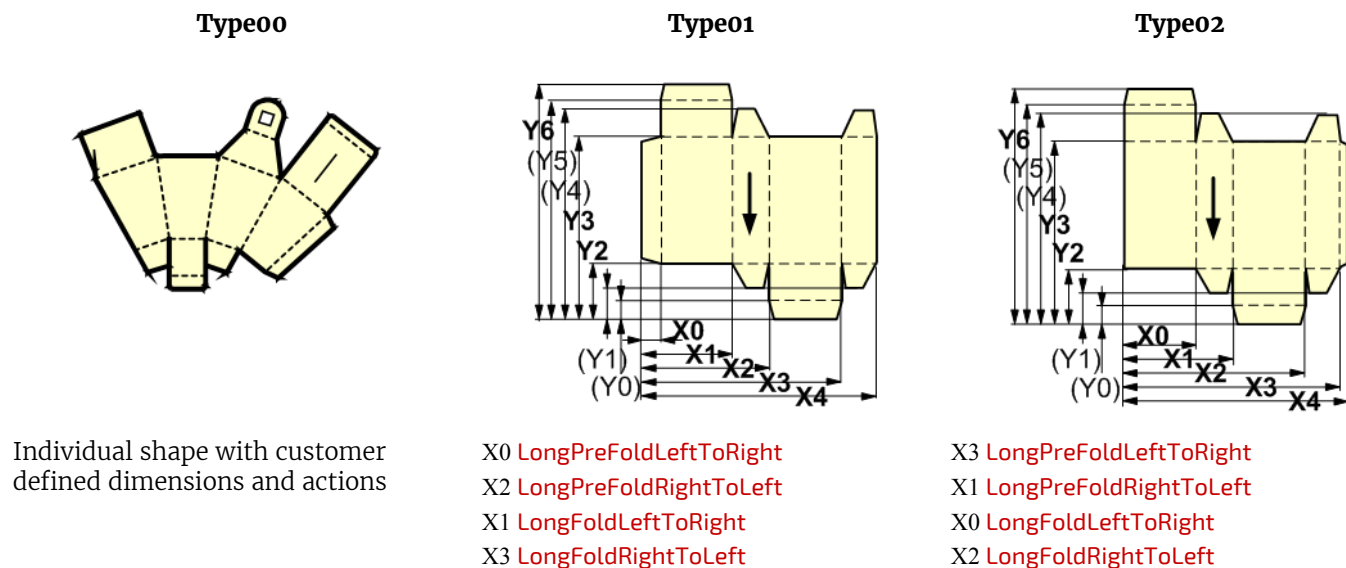 Type00
Type01
Type02
Y6
(Y5)
(Y4)
Y3
Y2
X0
(Y1)
X1
X2
(Y0)
X3
X4
Y6
(Y5)
(Y4)
Y3
Y2
X0
(Y1)
X1
X2
(Y0)
X3
X4
Individual shape with customer
defined dimensions and actions
X0 LongPreFoldLeftToRight
X2 LongPreFoldRightToLeft
X1 LongFoldLeftToRight
X3 LongFoldRightToLeft
X3 LongPreFoldLeftToRight
X1 LongPreFoldRightToLeft
X0 LongFoldLeftToRight
X2 LongFoldRightToLeft